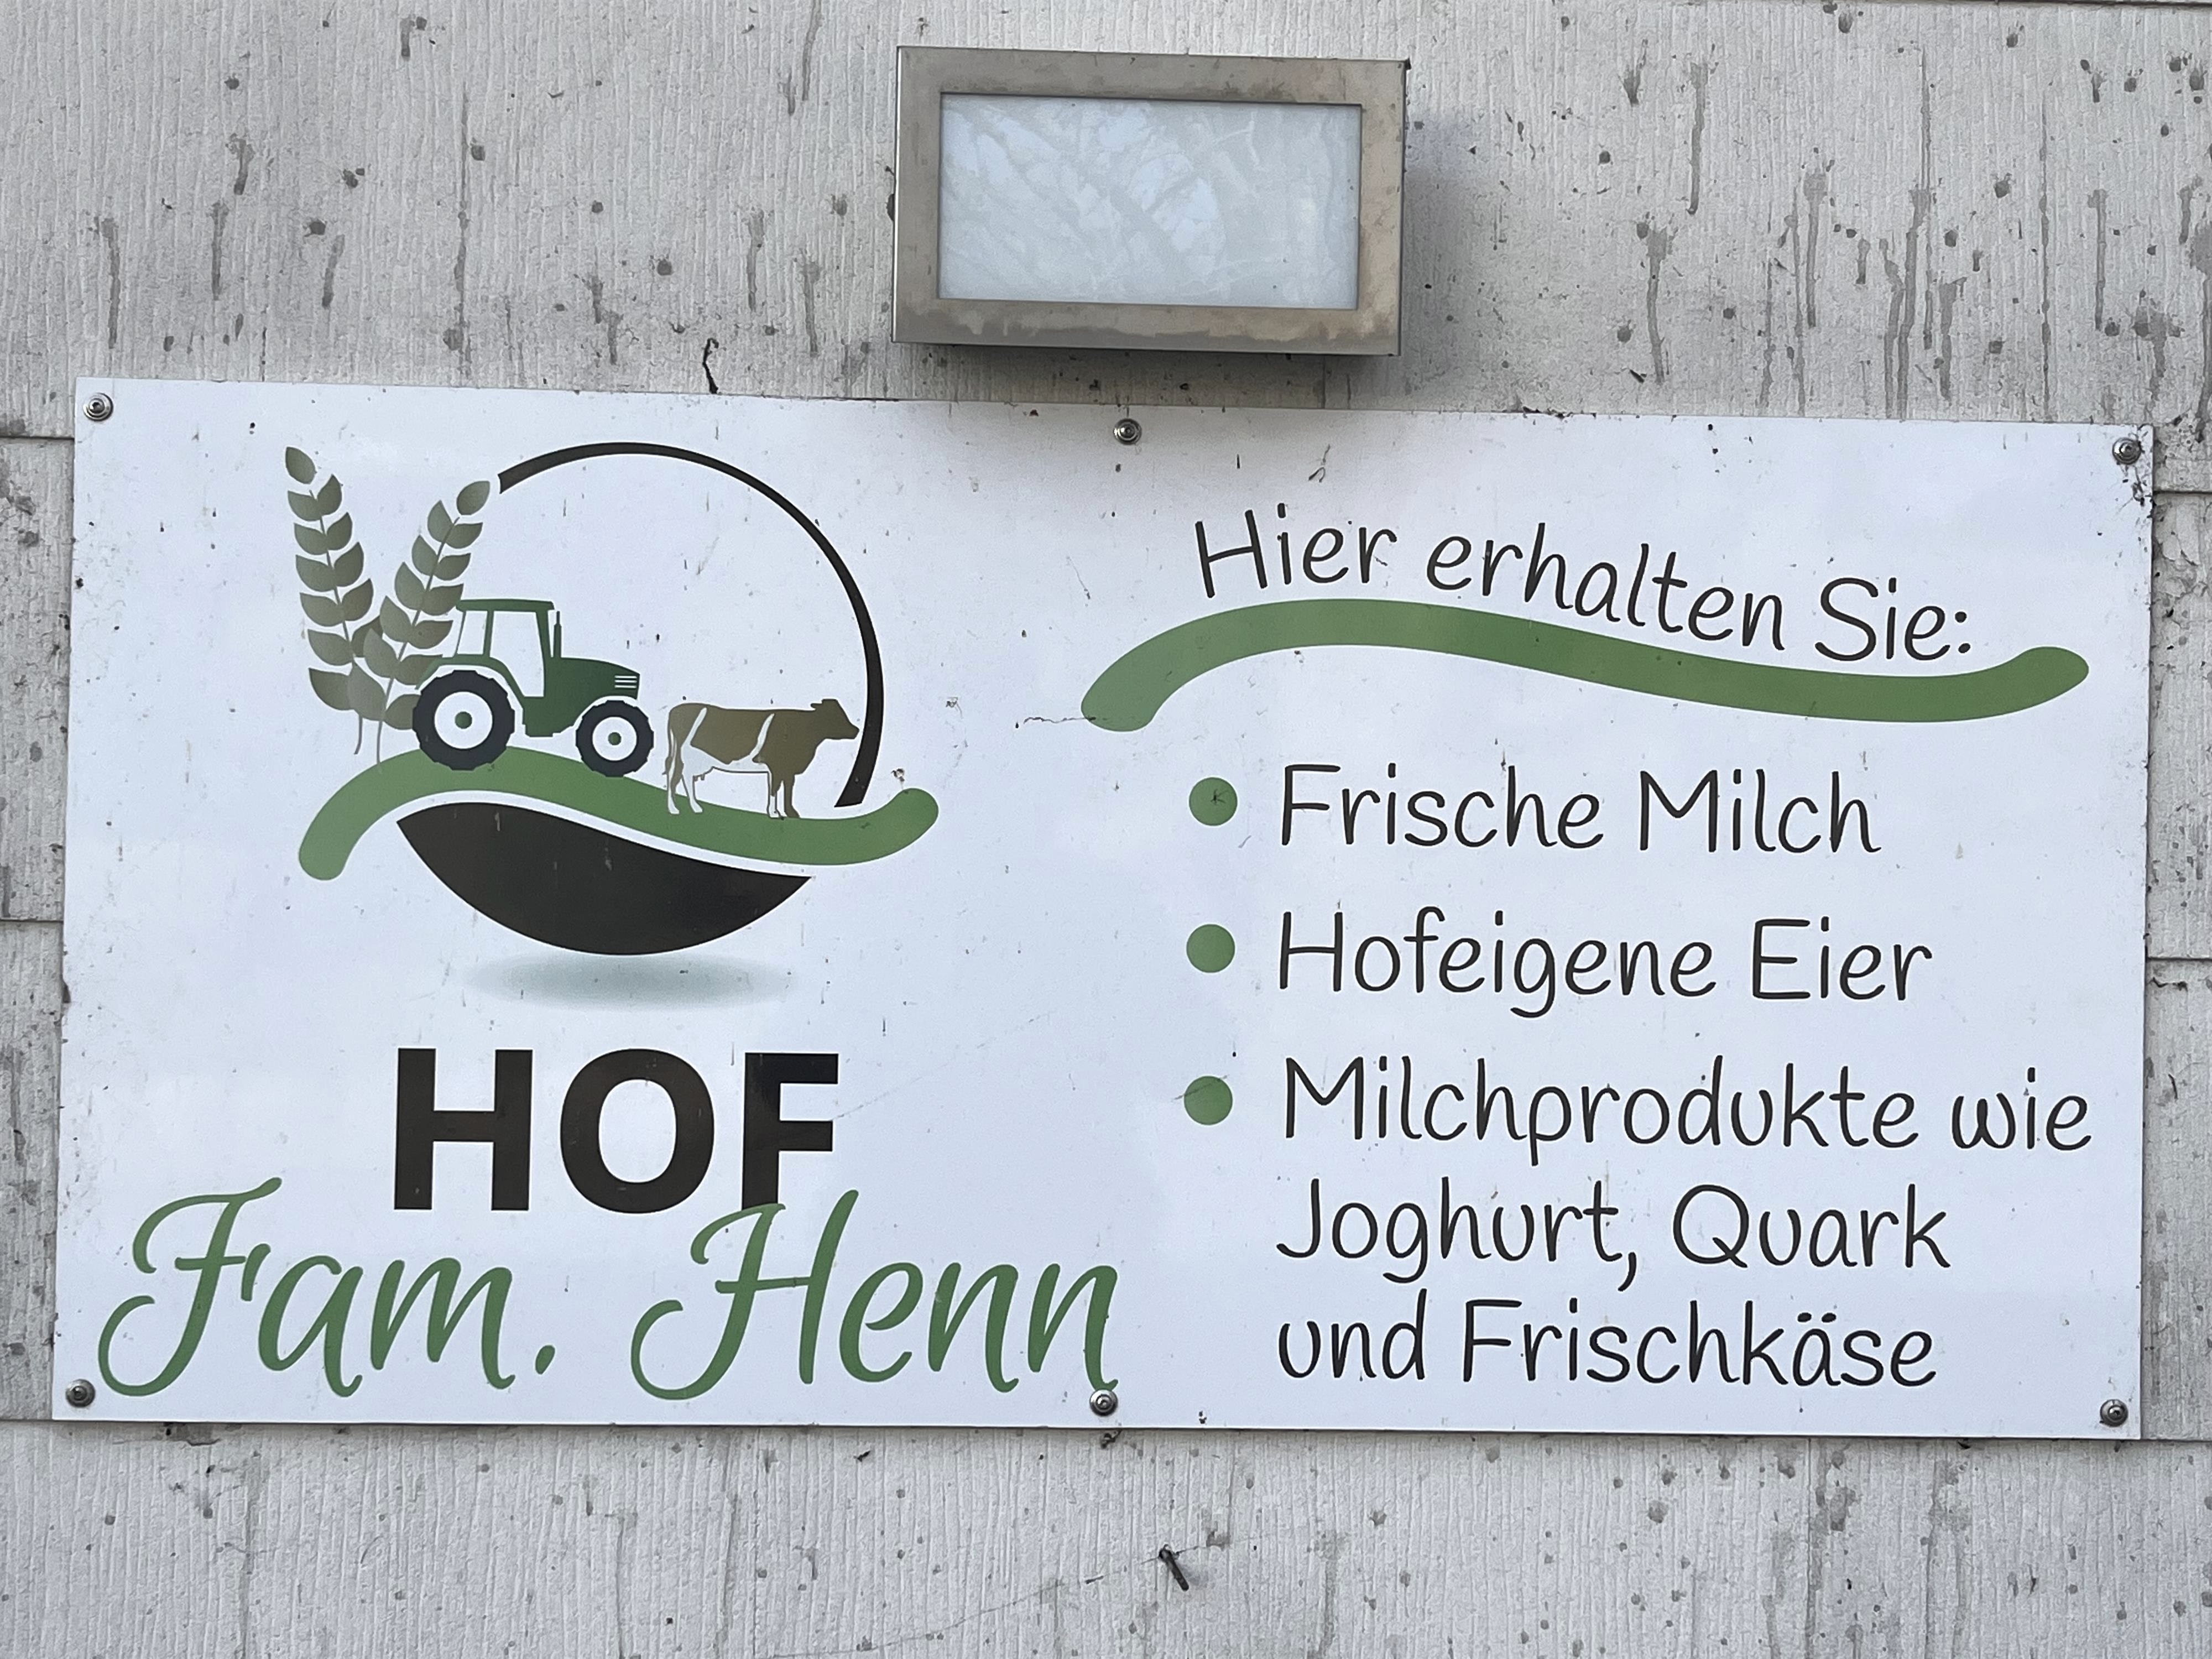 HOF
Fam. Henn
Hier erhalten Sie:
Frische Milch
Hofeigene Eier
Milchprodukte wie
Joghurt, Quark
und Frischkäse